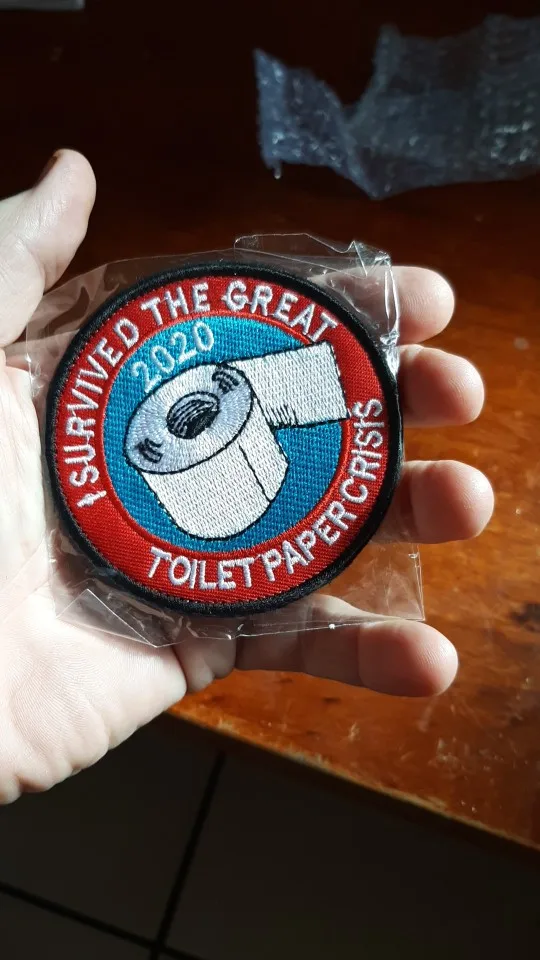 I SURVIVED THE GREAT
2020
TOILET PAPER CRISIS